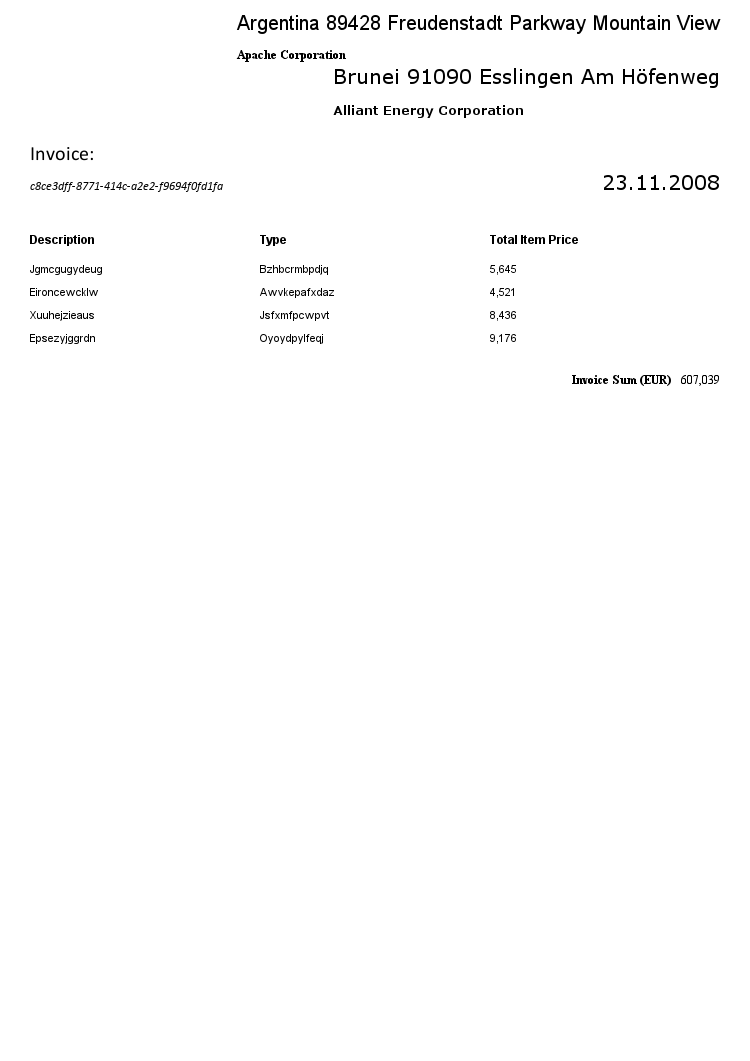 Argentina 89428 Freudenstadt Parkway Mountain View
Apache Corporation
Brunei 91090 Esslingen Am Höfenweg
Alliant Energy Corporation
Invoice:
c8ce3dff-8771-414c-a2e2-f9694f0fd1fa
23.11.2008
Description Type Total Item Price
Jgmcgugydeug Bzhbcrmbpdjq 5,645
Eironcewcklw Awvkepafxdaz 4,521
Xuuhejzieaus Jsfxmfpcwpvt 8,436
Epsezyjggrdn Oyoydpylfeqj 9,176
Invoice Sum (EUR) 607,039